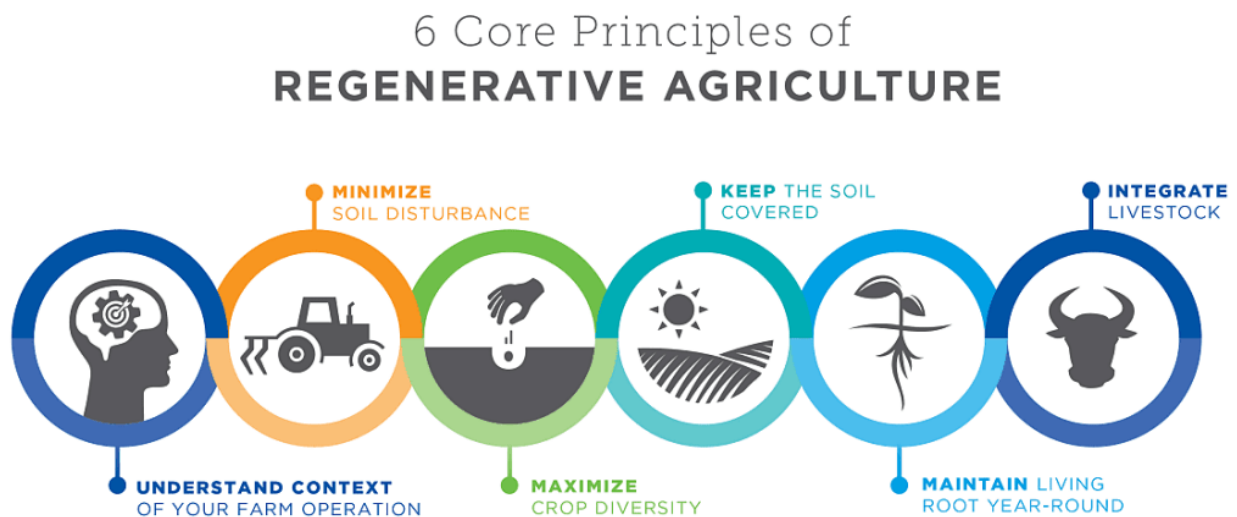 6 Core Principles of
REGENERATIVE AGRICULTURE
UNDERSTAND CONTEXT
OF YOUR FARM OPERATION
MINIMIZE
SOIL DISTURBANCE
MAXIMIZE
CROP DIVERSITY
KEEP THE SOIL
COVERED
MAINTAIN LIVING
ROOT YEAR-ROUND
INTEGRATE
LIVESTOCK